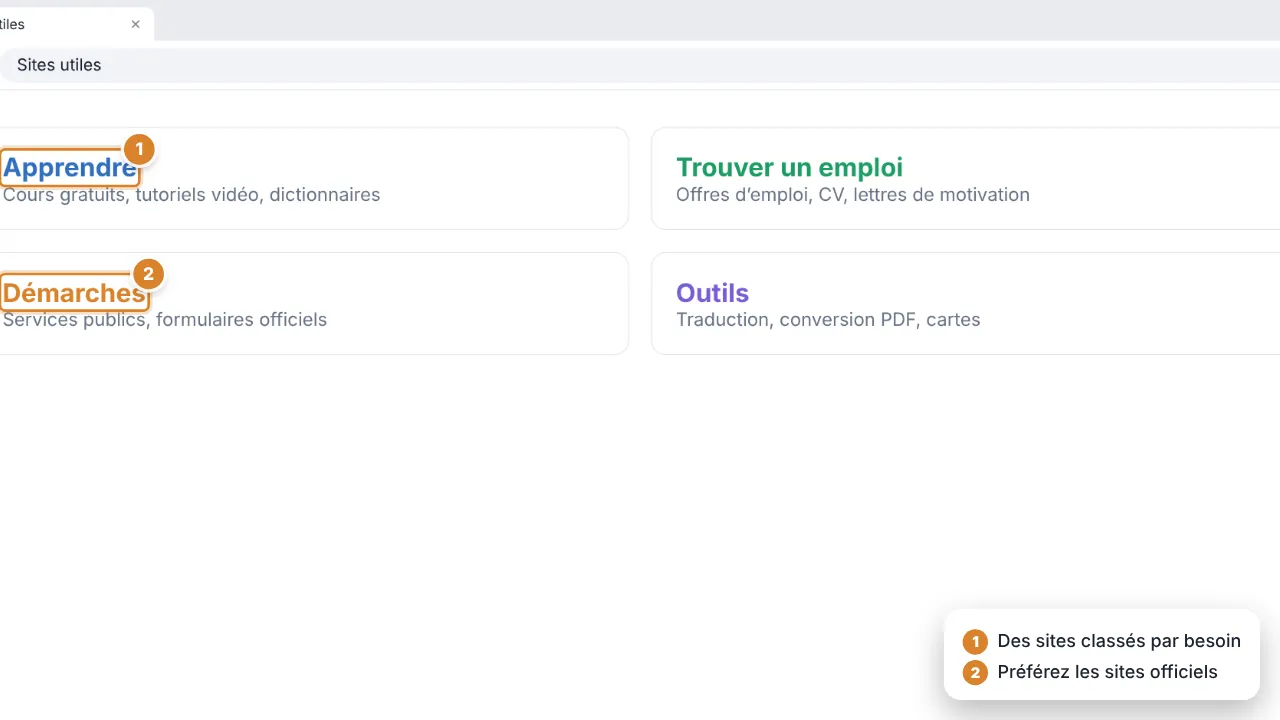 tiles ×
Sites utiles
Apprendre 1
Cours gratuits, tutoriels vidéo, dictionnaires
Trouver un emploi
Offres d’emploi, CV, lettres de motivation
Démarches 2
Services publics, formulaires officiels
Outils
Traduction, conversion PDF, cartes
1 Des sites classés par besoin
2 Préférez les sites officiels